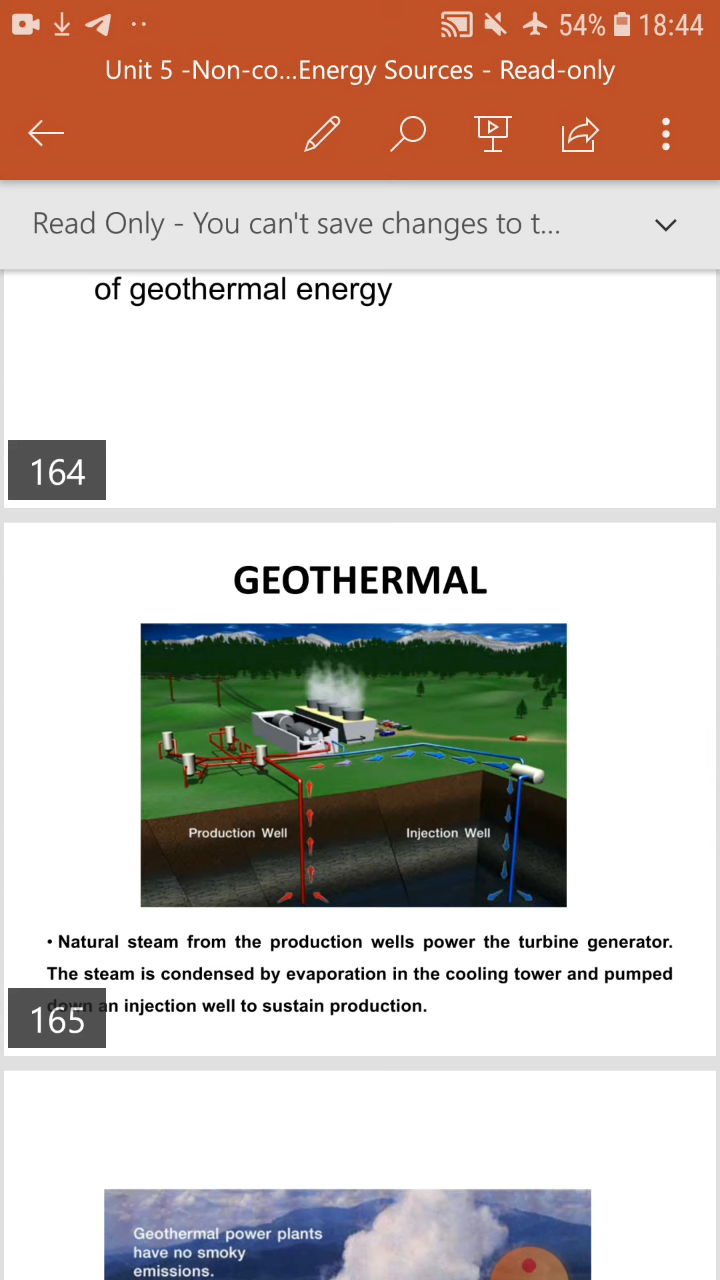 54% 18:44
Unit 5 -Non-co...Energy Sources - Read-only
Read Only - You can't save changes to t...
of geothermal energy
164
GEOTHERMAL
Production Well
Injection Well
• Natural steam from the production wells power the turbine generator.
The steam is condensed by evaporation in the cooling tower and pumped
down an injection well to sustain production.
165
Geothermal power plants
have no smoky
emissions.